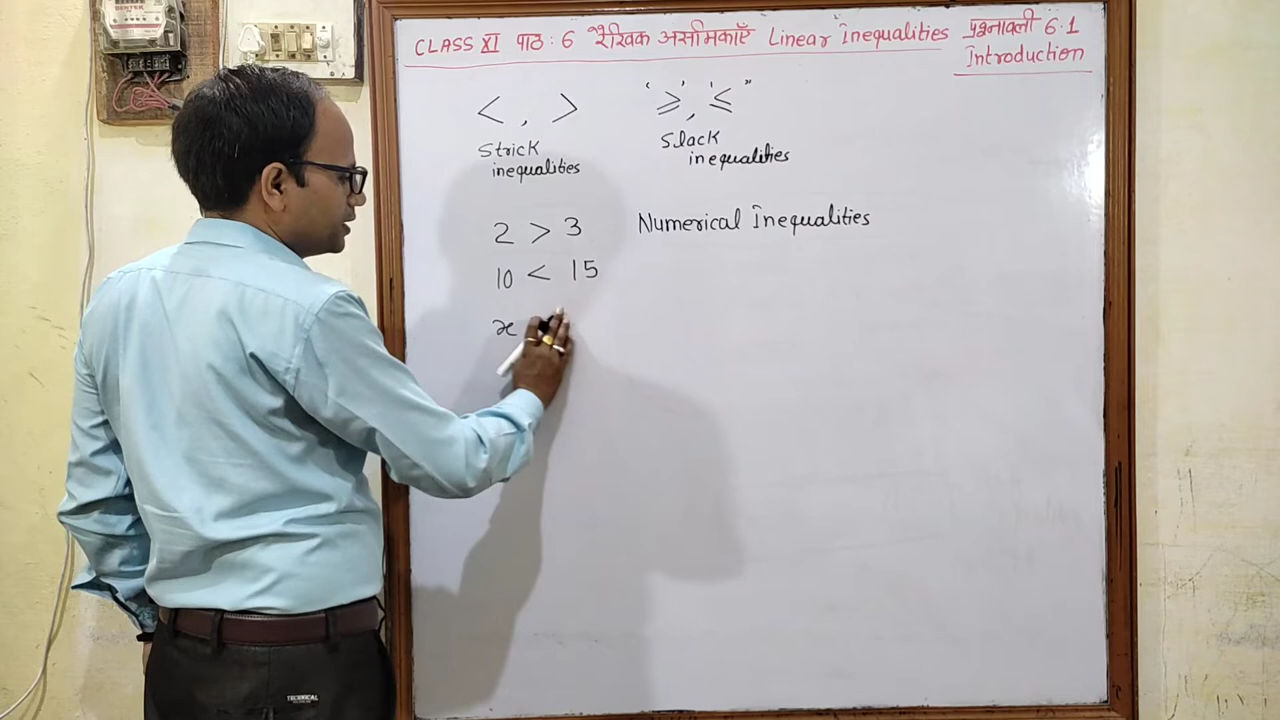 CLASS XI पाठ: 6 रैखिक असमिकाएँ Linear Inequalities प्रश्नावली 6.1
Introduction
< , > ' ≥ ' , ' ≤ "
Strick
inequalities
Slack
inequalities
2 > 3 Numerical Inequalities
10 < 15
x
TECHNICAL